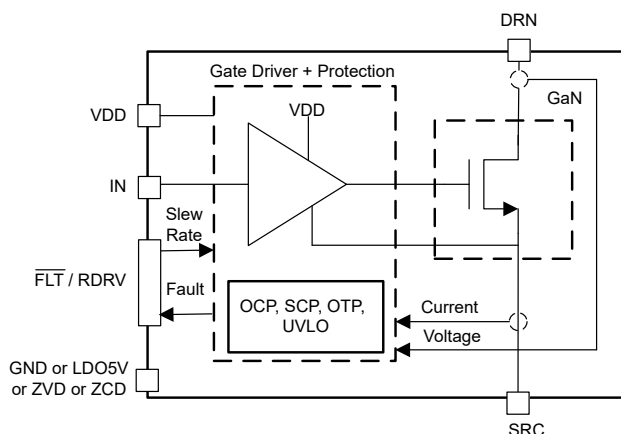 DRN
Gate Driver + Protection
GaN
VDD
VDD
IN
Slew
Rate
FLT / RDRV
Fault
OCP, SCP, OTP,
UVLO
Current
Voltage
GND or LDO5V
or ZVD or ZCD
SRC